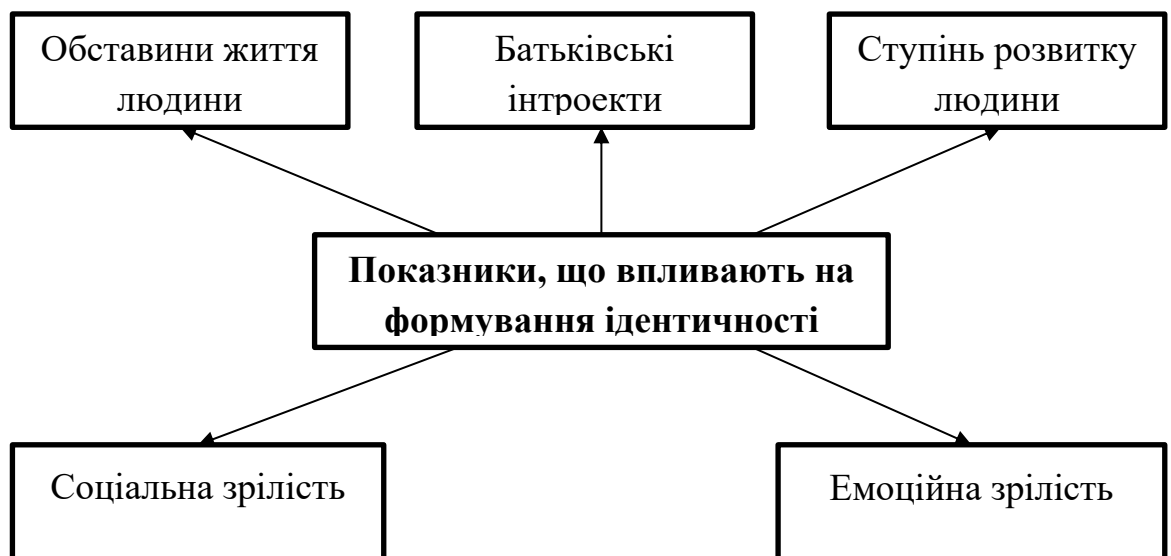 Обставини життя
людини
Батьківські
інтроекти
Ступінь розвитку
людини
Показники, що впливають на
формування ідентичності
Соціальна зрілість
Емоційна зрілість